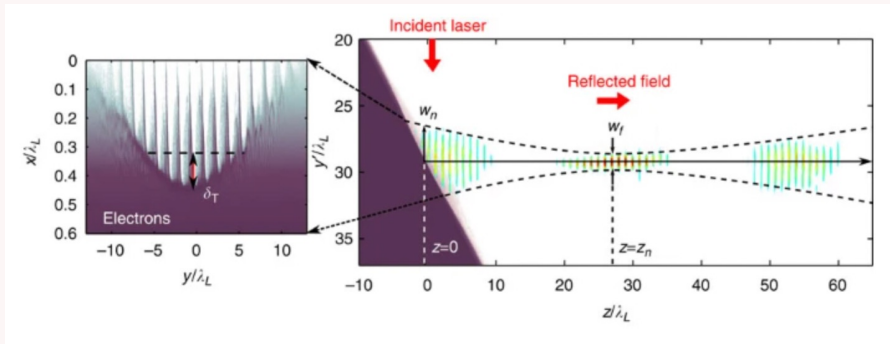 Incident laser
Reflected field
0
0.1
0.2
0.3
0.4
0.5
0.6
x/λL
δT
Electrons
−10
−5
0
5
10
y/λL
20
25
30
35
y′/λL
wn
wf
z=0
z=zn
−10
0
10
20
30
40
50
60
z/λL